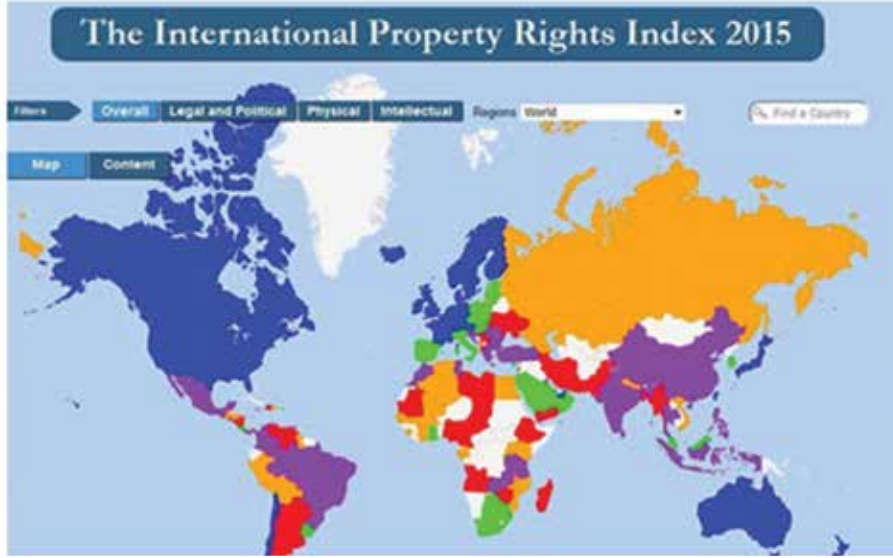 The International Property Rights Index 2015
Filters Overall Legal and Political Physical Intellectual Regions World Find a Country
Map Content